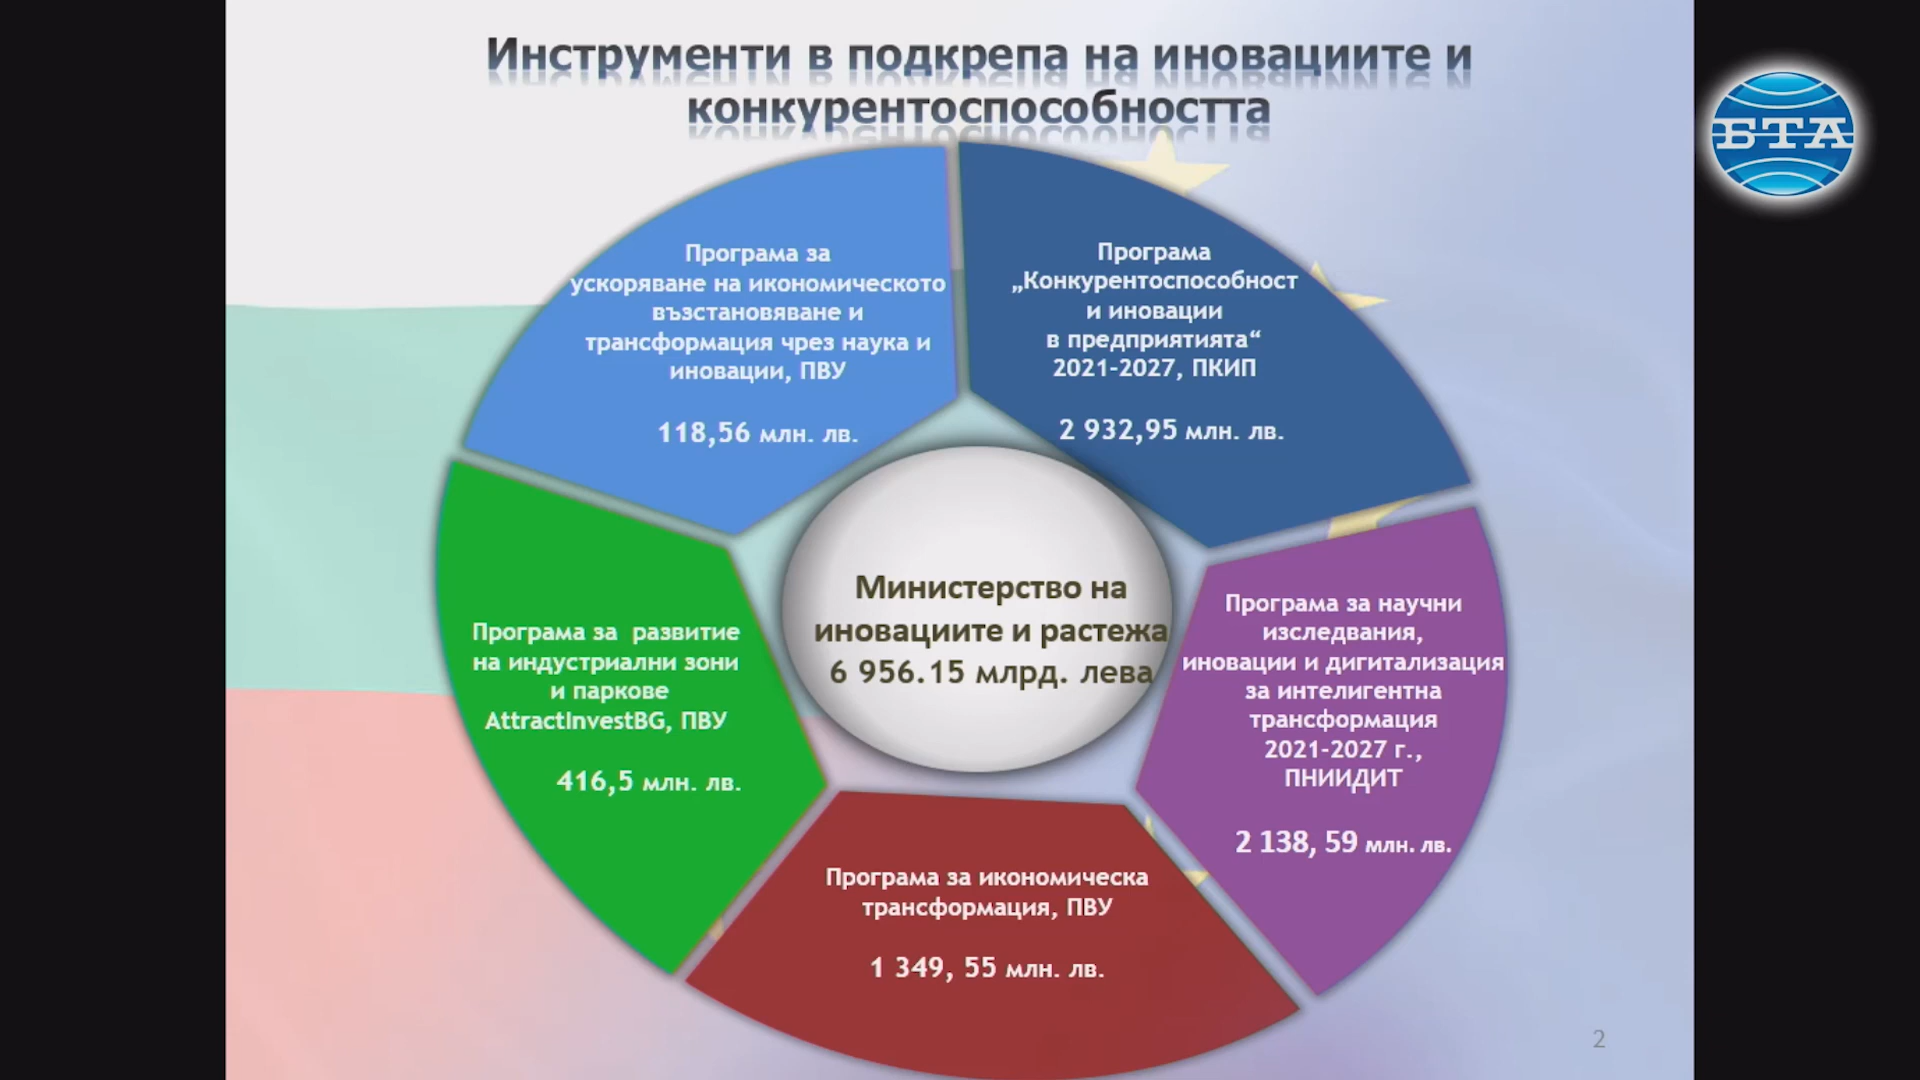 Инструменти в подкрепа на иновациите и
конкурентоспособността
БТА
Програма за
ускоряване на икономическото
възстановяване и
трансформация чрез наука и
иновации, ПВУ
118,56 млн. лв.
Програма
„Конкурентоспособност
и иновации
в предприятията“
2021-2027, ПКИП
2 932,95 млн. лв.
Министерство на
иновациите и растежа
6 956.15 млрд. лева
Програма за научни
изследвания,
иновации и дигитализация
за интелигентна
трансформация
2021-2027 г.,
ПНИИДИТ
2 138, 59 млн. лв.
Програма за развитие
на индустриални зони
и паркове
AttractInvestBG, ПВУ
416,5 млн. лв.
Програма за икономическа
трансформация, ПВУ
1 349, 55 млн. лв.
2